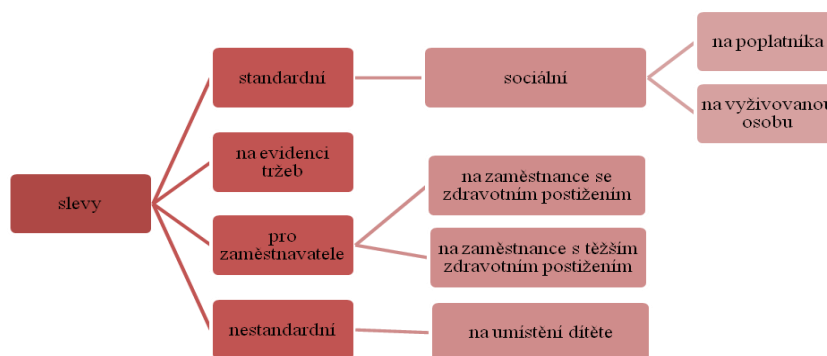 slevy
standardní
sociální
na poplatníka
na vyživovanou
osobu
na evidenci
tržeb
pro
zaměstnavatele
na zaměstnance se
zdravotním postižením
na zaměstnance s těžším
zdravotním postižením
nestandardní
na umístění dítěte